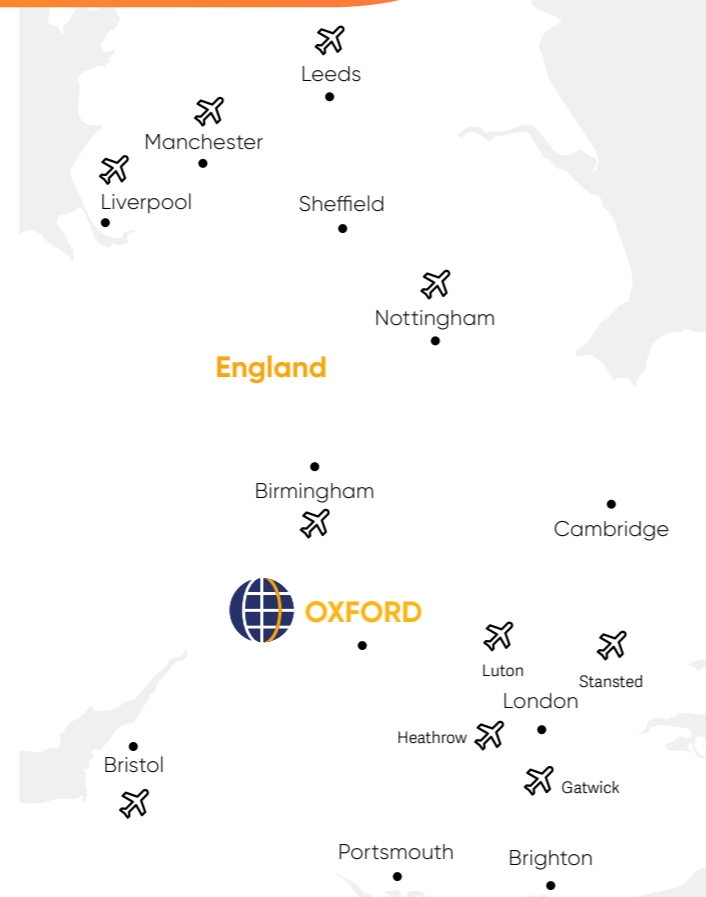 Leeds
Manchester
Liverpool
Sheffield
Nottingham
England
Birmingham
Cambridge
OXFORD
Luton
Stansted
London
Heathrow
Bristol
Gatwick
Portsmouth
Brighton